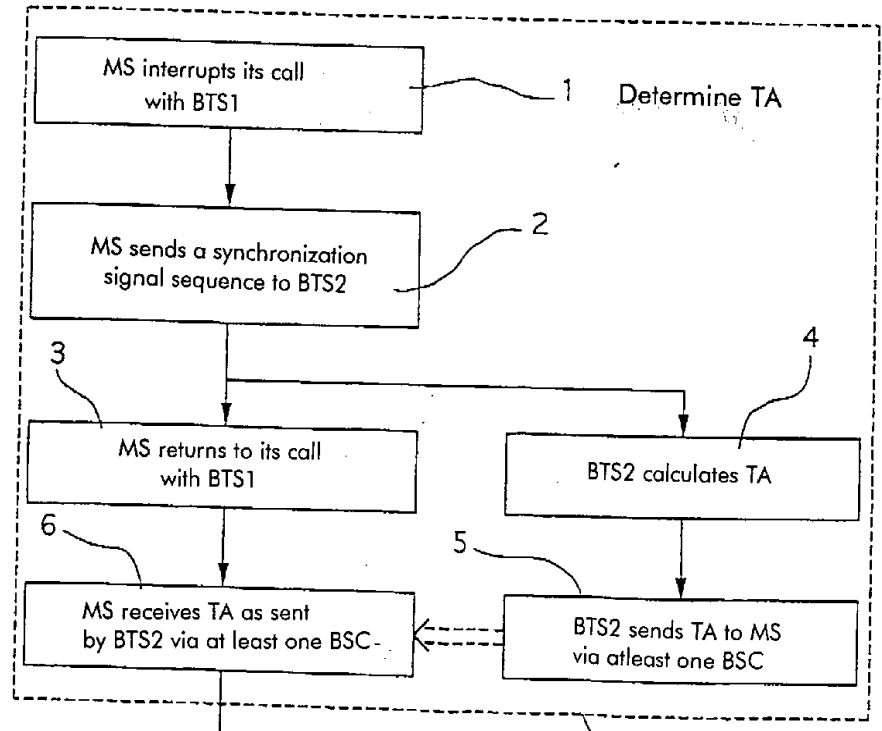 MS interrupts its call
with BTS1
1
Determine TA
MS sends a synchronization
signal sequence to BTS2
2
3
MS returns to its call
with BTS1
4
BTS2 calculates TA
6
MS receives TA as sent
by BTS2 via at least one BSC-
5
BTS2 sends TA to MS
via atleast one BSC